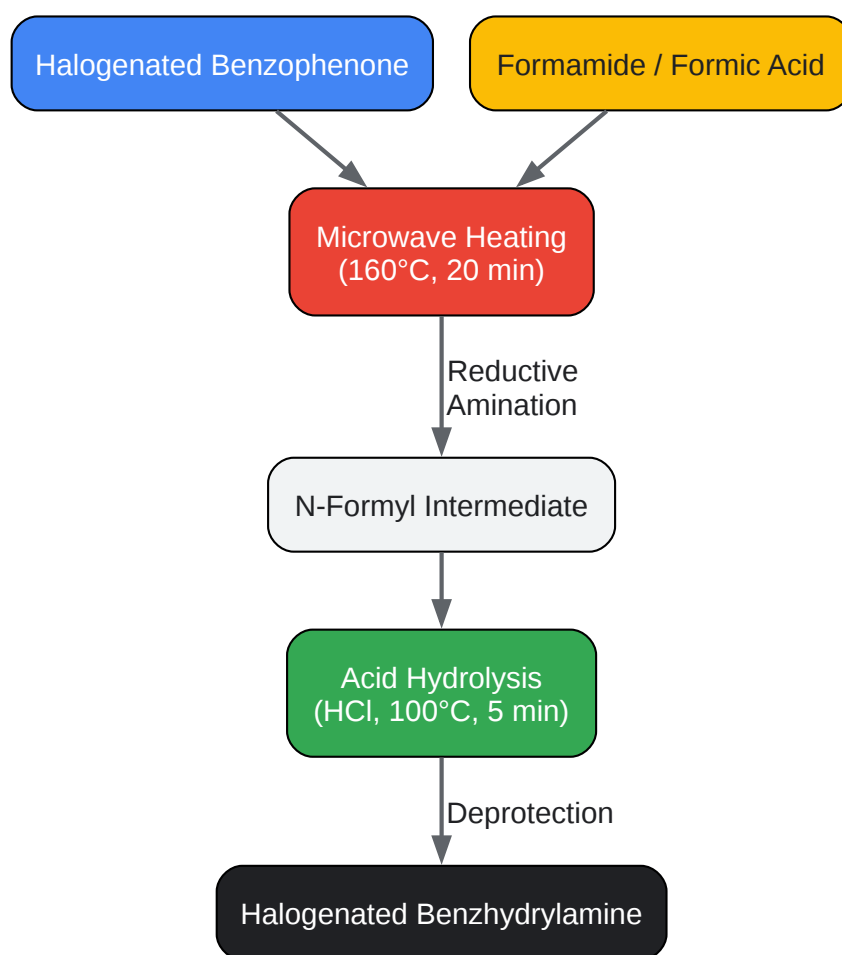 Halogenated Benzophenone
Formamide / Formic Acid
Microwave Heating
(160°C, 20 min)
Reductive
Amination
N-Formyl Intermediate
Acid Hydrolysis
(HCl, 100°C, 5 min)
Deprotection
Halogenated Benzhydrylamine